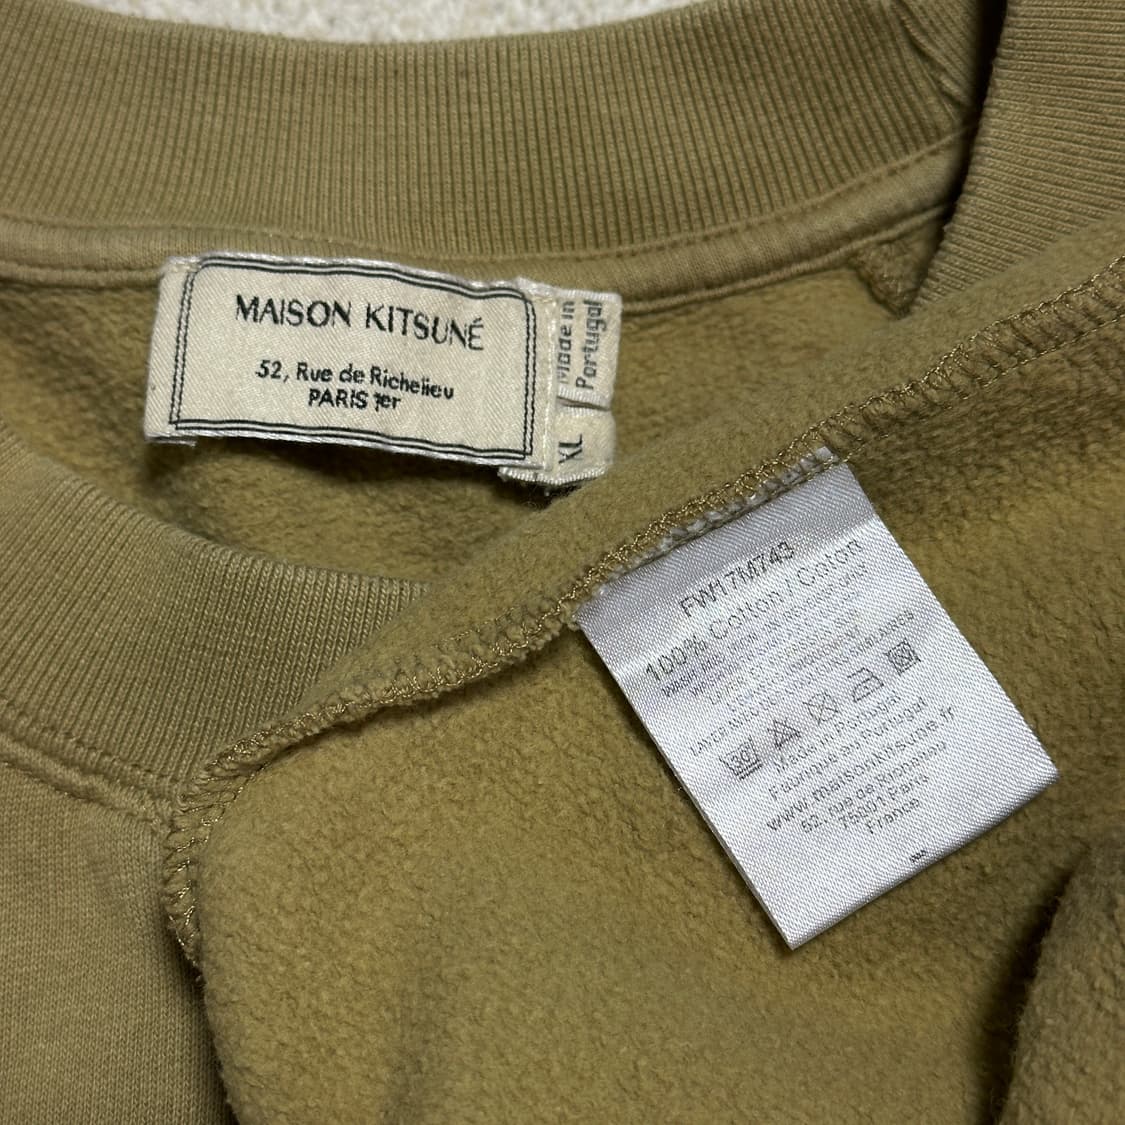 MAISON KITSUNÉ
52, Rue de Richelieu
PARIS 1er
Made in
Portugal
XL
FW17M743
100% Cotton / Coton
30
Made in Portugal
Fabriqué au Portugal
www.maisonkitsune.fr
52, rue de Richelieu
75001 Paris
France